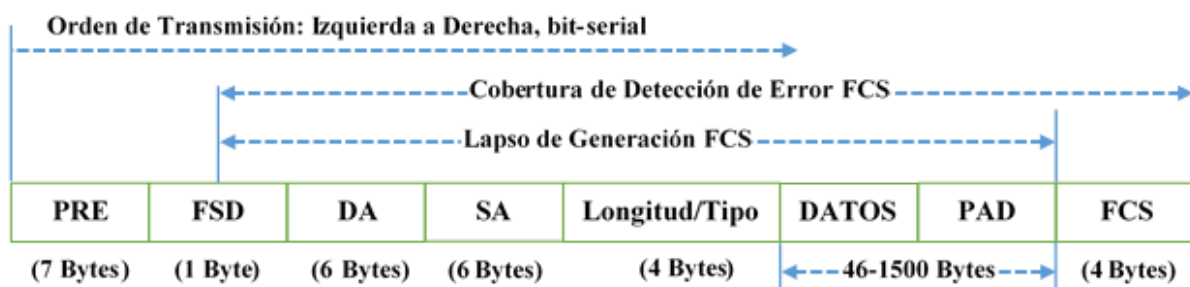 Orden de Transmisión: Izquierda a Derecha, bit-serial
Cobertura de Detección de Error FCS
Lapso de Generación FCS
PRE FSD DA SA Longitud/Tipo DATOS PAD FCS
(7 Bytes) (1 Byte) (6 Bytes) (6 Bytes) (4 Bytes) 46-1500 Bytes (4 Bytes)